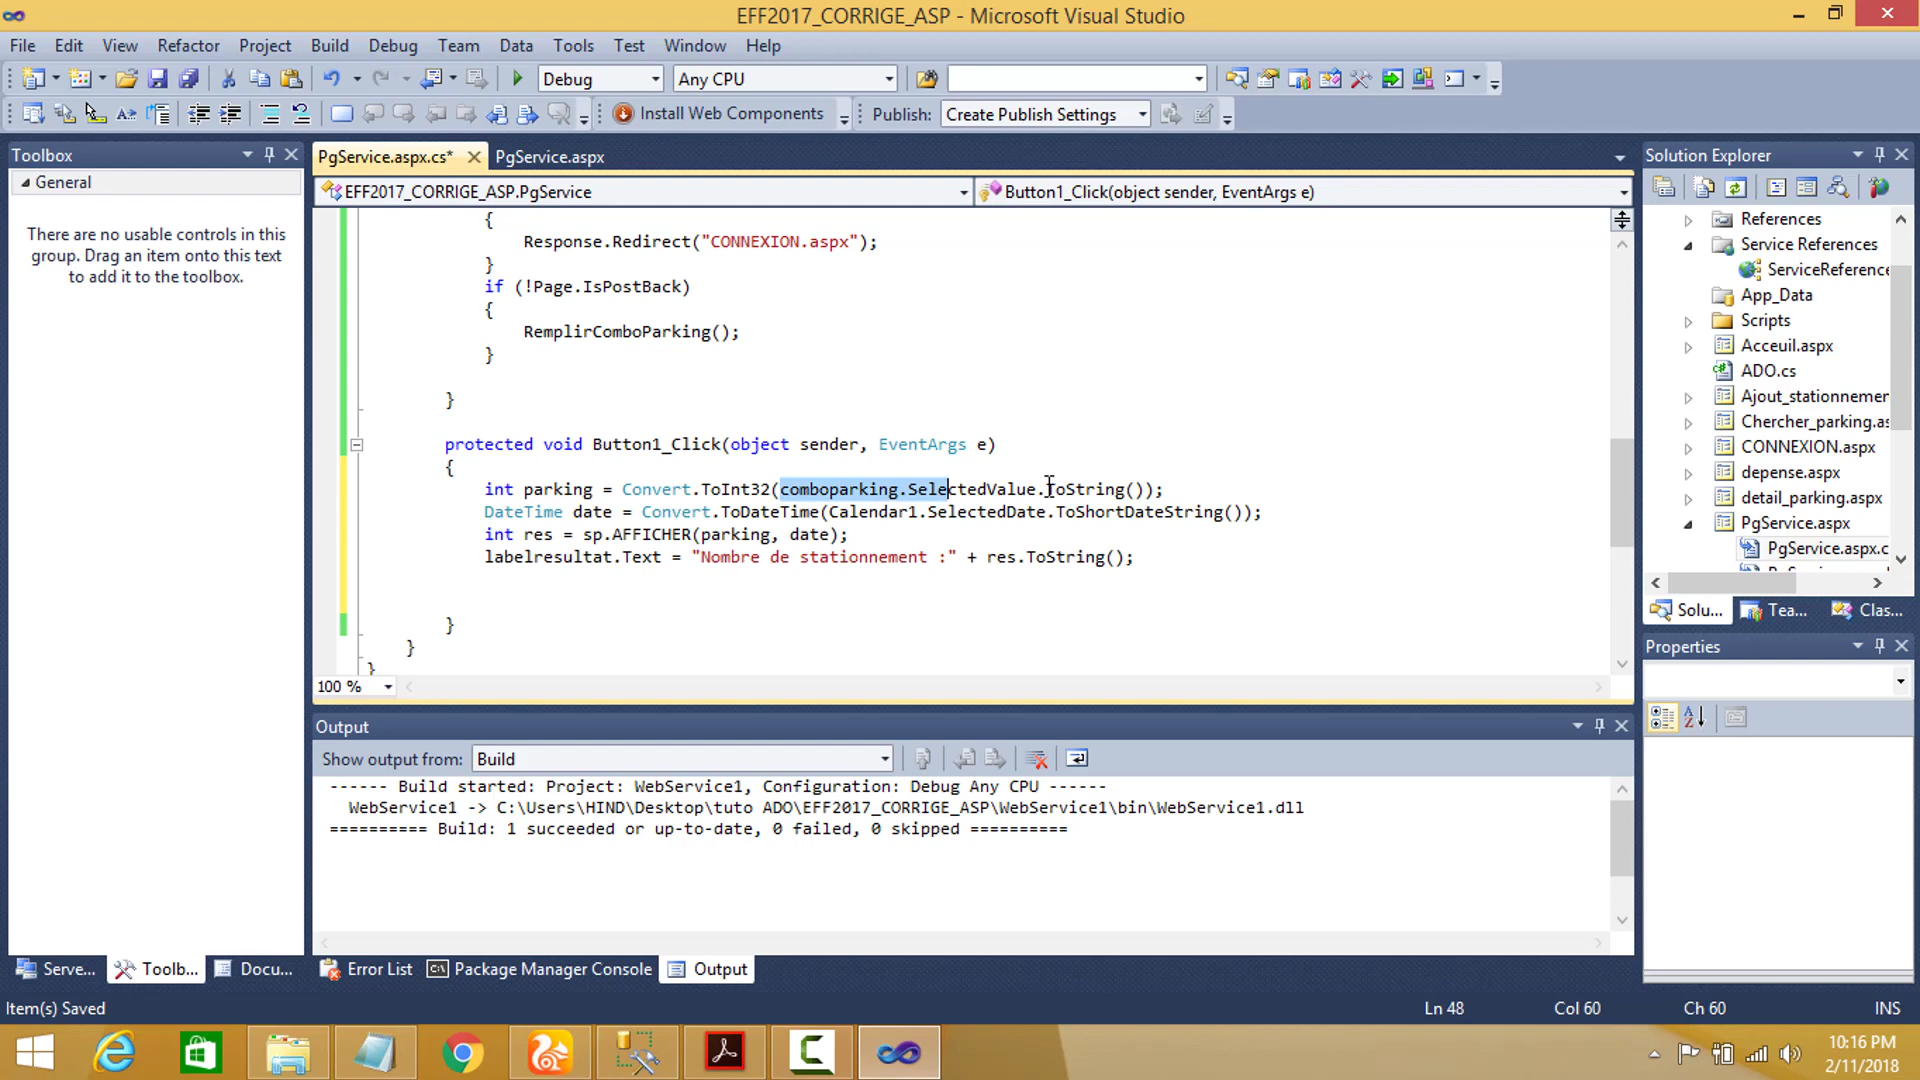 EFF2017_CORRIGE_ASP - Microsoft Visual Studio
File Edit View Refactor Project Build Debug Team Data Tools Test Window Help
Debug Any CPU
Install Web Components Publish: Create Publish Settings
Toolbox
General
There are no usable controls in this
group. Drag an item onto this text
to add it to the toolbox.
PgService.aspx.cs* PgService.aspx
EFF2017_CORRIGE_ASP.PgService Button1_Click(object sender, EventArgs e)
{
Response.Redirect("CONNEXION.aspx");
}
if (!Page.IsPostBack)
{
RemplirComboParking();
}
}
protected void Button1_Click(object sender, EventArgs e)
{
int parking = Convert.ToInt32(comboparking.SelectedValue.ToString());
DateTime date = Convert.ToDateTime(Calendar1.SelectedDate.ToShortDateString());
int res = sp.AFFICHER(parking, date);
labelresultat.Text = "Nombre de stationnement :" + res.ToString();
}
}
}
100 %
Output
Show output from: Build
------ Build started: Project: WebService1, Configuration: Debug Any CPU ------
WebService1 -> C:\Users\HIND\Desktop\tuto ADO\EFF2017_CORRIGE_ASP\WebService1\bin\WebService1.dll
========== Build: 1 succeeded or up-to-date, 0 failed, 0 skipped ==========
Solution Explorer
References
Service References
ServiceReference
App_Data
Scripts
Acceuil.aspx
ADO.cs
Ajout_stationnemer
Chercher_parking.as
CONNEXION.aspx
depense.aspx
detail_parking.aspx
PgService.aspx
PgService.aspx.c
Solu... Tea... Clas...
Properties
Serve... Toolb... Docu... Error List Package Manager Console Output
Item(s) Saved Ln 48 Col 60 Ch 60 INS
10:16 PM
2/11/2018